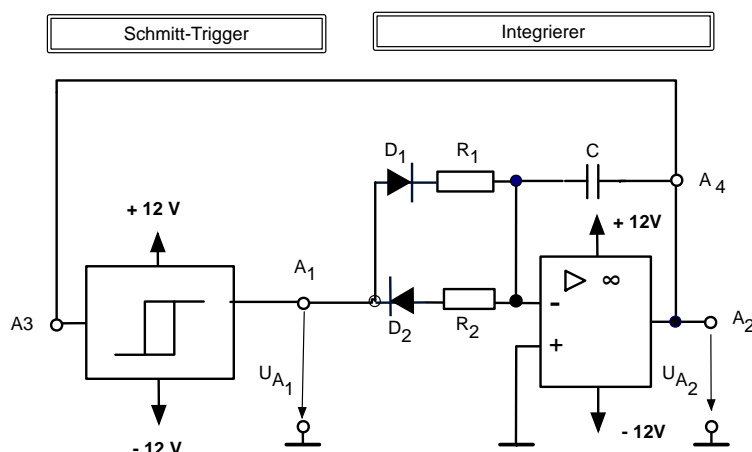 Schmitt-Trigger
Integrierer
D1
R1
C
A4
+ 12 V
+ 12V
A1
▷ ∞
A3
D2
R2
-
+
A2
UA1
UA2
- 12 V
- 12V